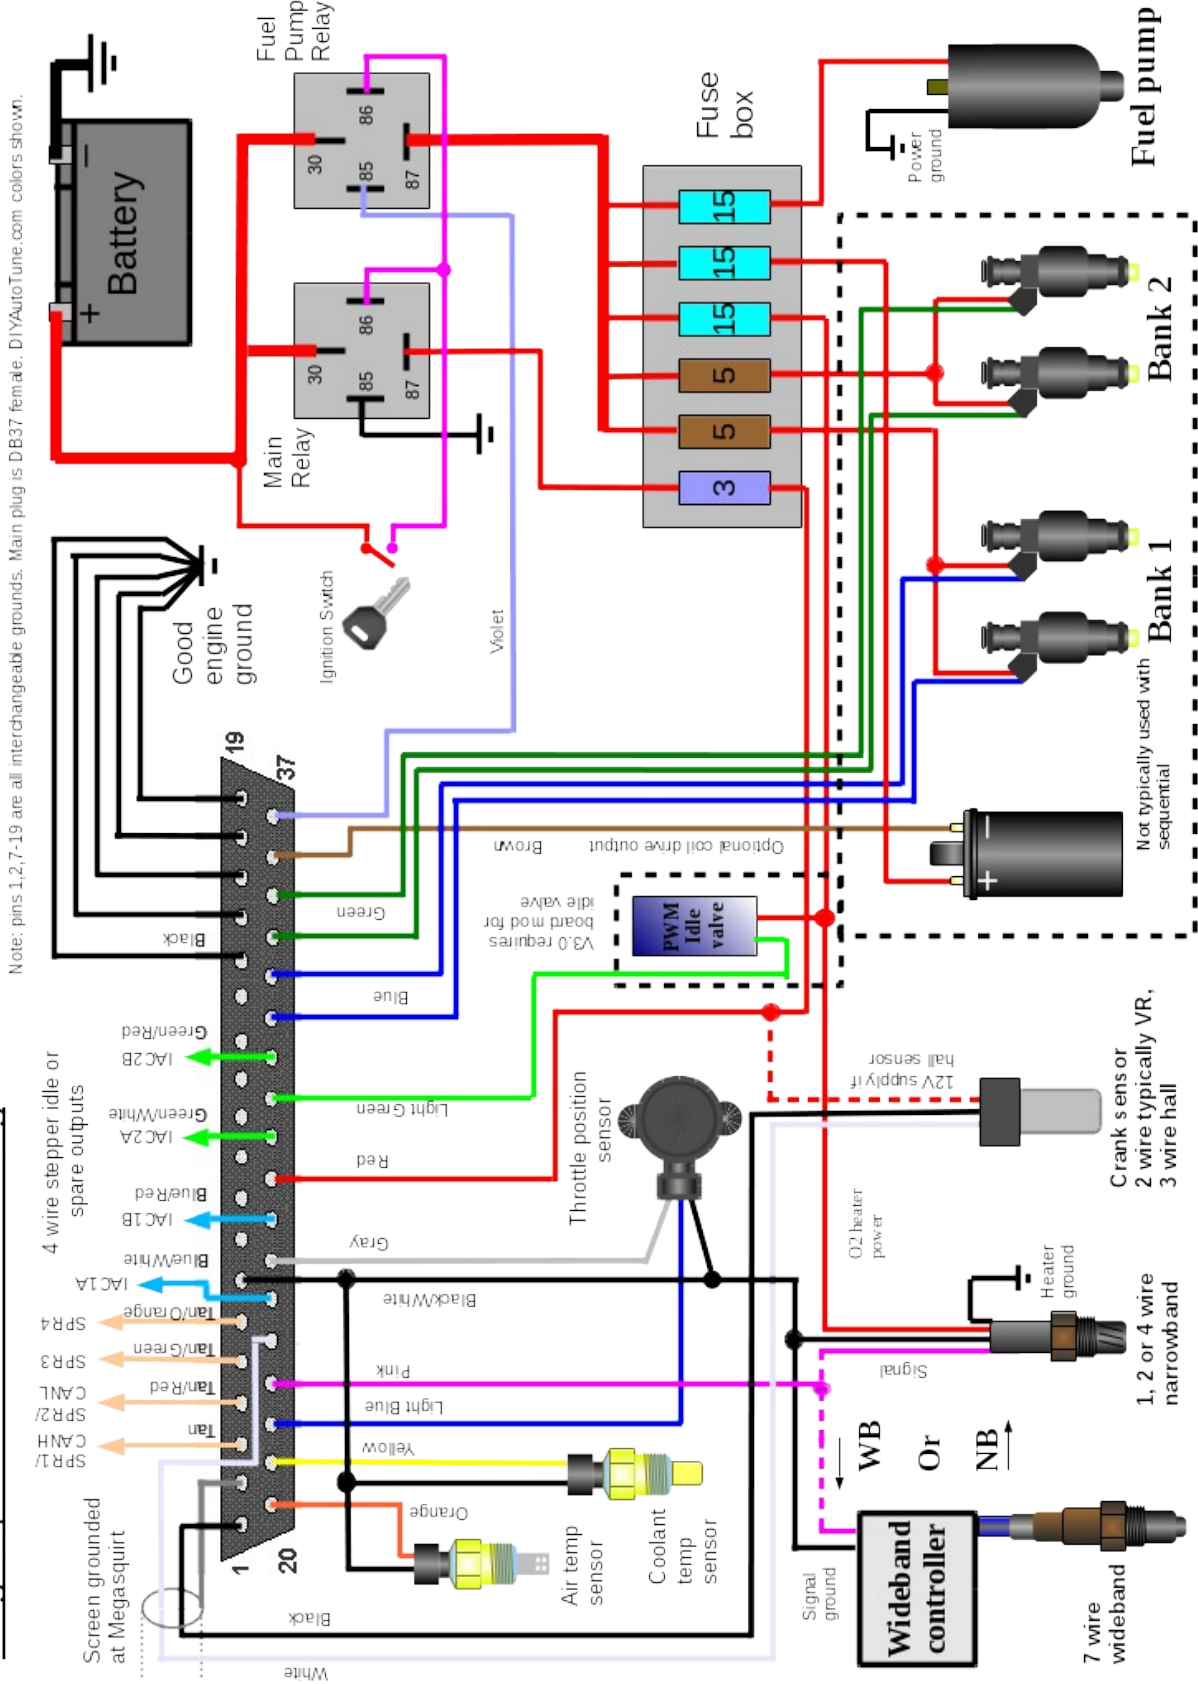 Note: pins 1,2,7-19 are all interchangeable grounds. Main plug is DB37 female. DIYAutoTune.com colors shown.
Battery
+
−
Fuel
Pump
Relay
30
86
85
87
Main
Relay
30
86
85
87
Fuse
box
15
15
15
5
5
3
Power
ground
Fuel pump
Good
engine
ground
Ignition Switch
Violet
Bank 2
Bank 1
Not typically used with
sequential
+
−
19
37
1
20
Black
Green
Blue
Brown
Optional coil drive output
V3.0 requires
board mod for
idle valve
PWM
Idle
valve
4 wire stepper idle or
spare outputs
Green/Red
IAC2B
Green/White
IAC2A
Blue/Red
IAC1B
Blue/White
IAC1A
Tan/Orange
SPR4
Tan/Green
SPR3
Tan/Red
SPR2/
CANL
Tan
SPR1/
CANH
Light Green
Red
Gray
Black/White
Pink
Light Blue
Yellow
Orange
Throttle position
sensor
12V supply if
hall sensor
Crank sensor
2 wire typically VR,
3 wire hall
O2 heater
power
Heater
ground
Signal
1, 2 or 4 wire
narrowband
WB
Or
NB
Screen grounded
at Megasquirt
Air temp
sensor
Coolant
temp
sensor
Signal
ground
Wideband
controller
7 wire
wideband
Black
White